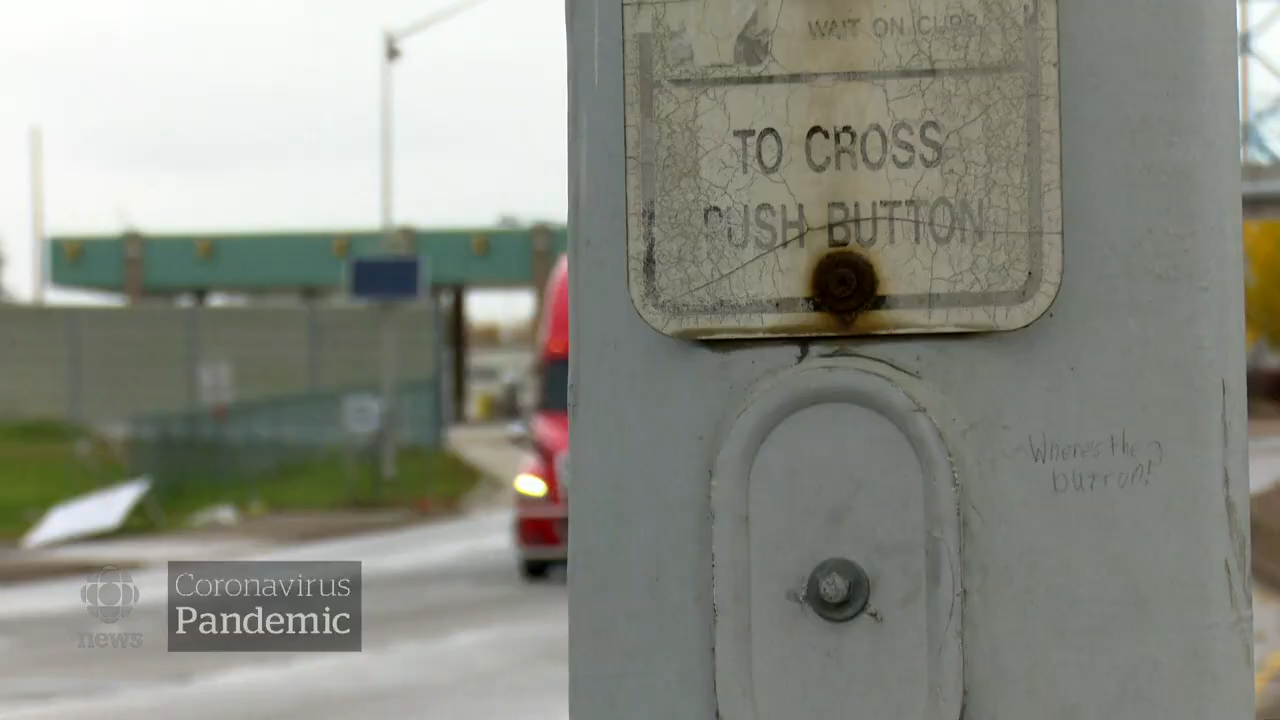 WAIT ON CURB
TO CROSS
PUSH BUTTON
Where's the
button!?
Coronavirus
Pandemic
news